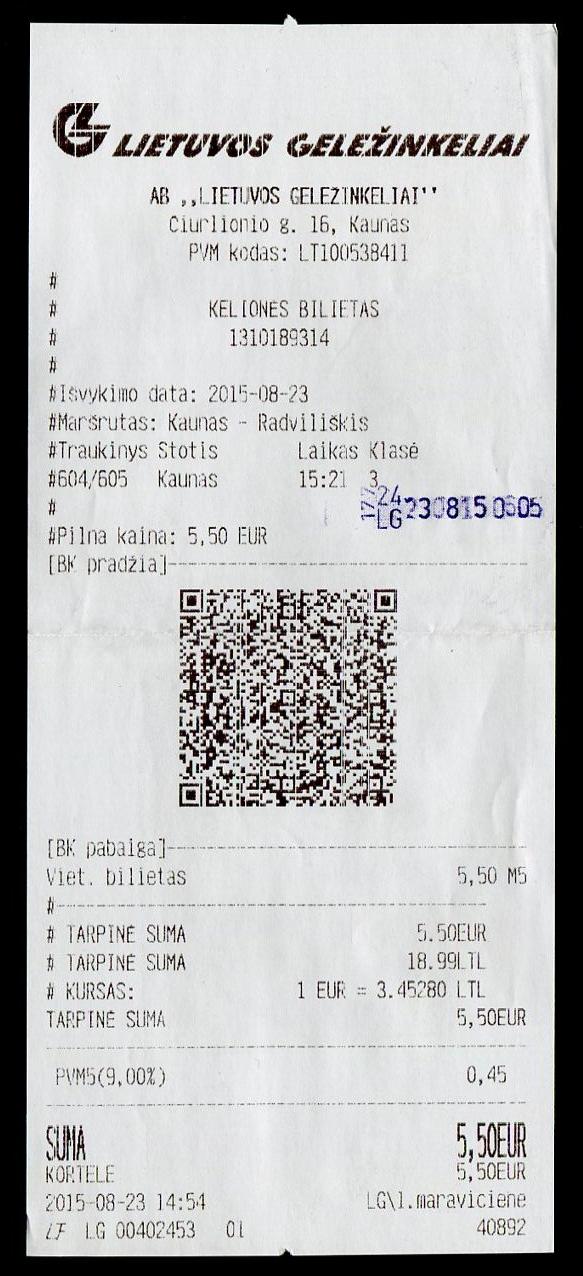 LIETUVOS GELEŽINKELIAI
AB ,,LIETUVOS GELEZINKELIAI''
Ciurlionio g. 16, Kaunas
PVM kodas: LT100538411
#
# KELIONĖS BILIETAS
# 1310189314
#
#Išvykimo data: 2015-08-23
#Maršrutas: Kaunas - Radviliškis
#Traukinys Stotis Laikas Klasė
#604/605 Kaunas 15:21 3
24
# LG 230815 0605
#Pilna kaina: 5,50 EUR
[BK pradžia]
[BK pabaiga]
Viet. bilietas 5,50 M5
#
# TARPINĖ SUMA 5.50EUR
# TARPINĖ SUMA 18.99LTL
# KURSAS: 1 EUR = 3.45280 LTL
TARPINĖ SUMA 5,50EUR
PVM5(9,00%) 0,45
SUMA 5,50EUR
KORTELE 5,50EUR
2015-08-23 14:54 LG\l.maraviciene
LF LG 00402453 01 40892